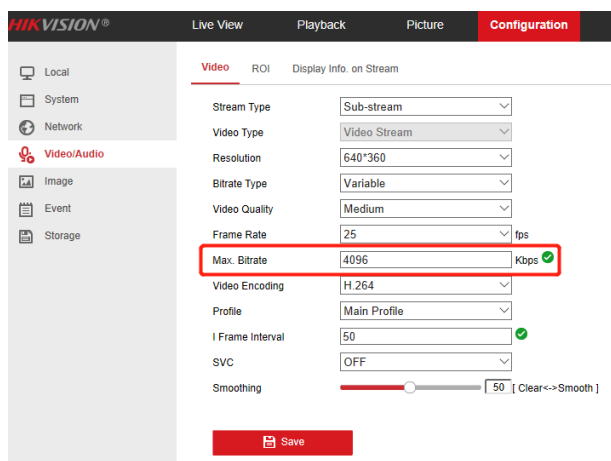 HIKVISION® Live View Playback Picture Configuration
Local
System
Network
Video/Audio
Image
Event
Storage
Video ROI Display Info. on Stream
Stream Type Sub-stream
Video Type Video Stream
Resolution 640*360
Bitrate Type Variable
Video Quality Medium
Frame Rate 25 fps
Max. Bitrate 4096 Kbps
Video Encoding H.264
Profile Main Profile
I Frame Interval 50
SVC OFF
Smoothing 50 [ Clear<->Smooth ]
Save